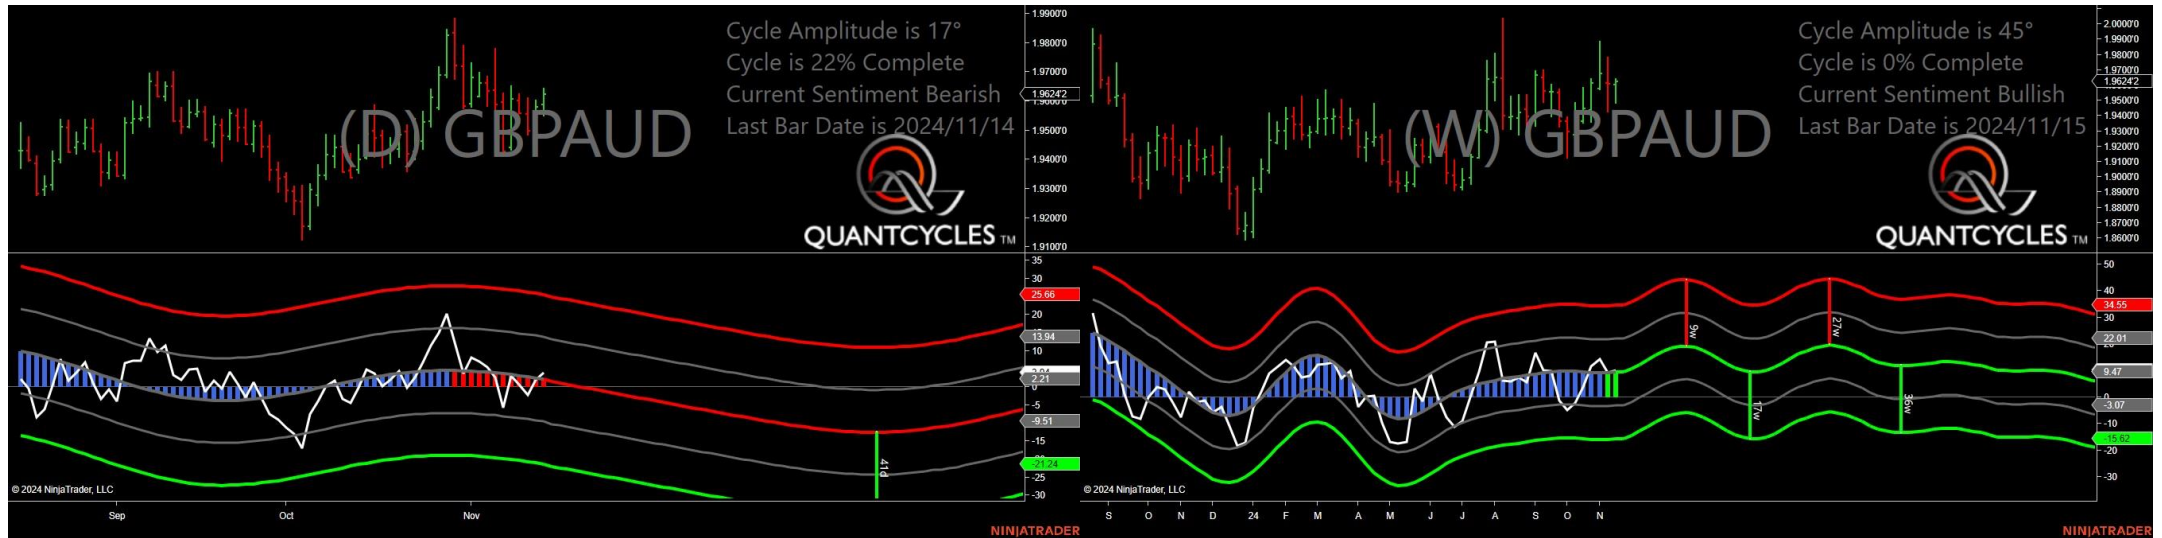 Cycle Amplitude is 17°
Cycle is 22% Complete
Current Sentiment Bearish
Last Bar Date is 2024/11/14
(D) GBPAUD
QUANTCYCLES TM
1.9900'0
1.9800'0
1.9700'0
1.9624'2
1.9500'0
1.9400'0
1.9300'0
1.9200'0
1.9100'0
35
30
25.66
20
13.94
10
2.21
0
-5
-9.51
-15
-21.24
-25
-30
41d
© 2024 NinjaTrader, LLC
Sep
Oct
Nov
NINJATRADER
Cycle Amplitude is 45°
Cycle is 0% Complete
Current Sentiment Bullish
Last Bar Date is 2024/11/15
(W) GBPAUD
QUANTCYCLES TM
2.0000'0
1.9900'0
1.9800'0
1.9700'0
1.9624'2
1.9500'0
1.9400'0
1.9300'0
1.9200'0
1.9100'0
1.9000'0
1.8900'0
1.8800'0
1.8700'0
1.8600'0
50
40
34.55
30
22.01
9.47
0
-3.07
-10
-15.62
-20
-30
9w
17w
27w
36w
© 2024 NinjaTrader, LLC
S O N D 24 F M A M J J A S O N
NINJATRADER